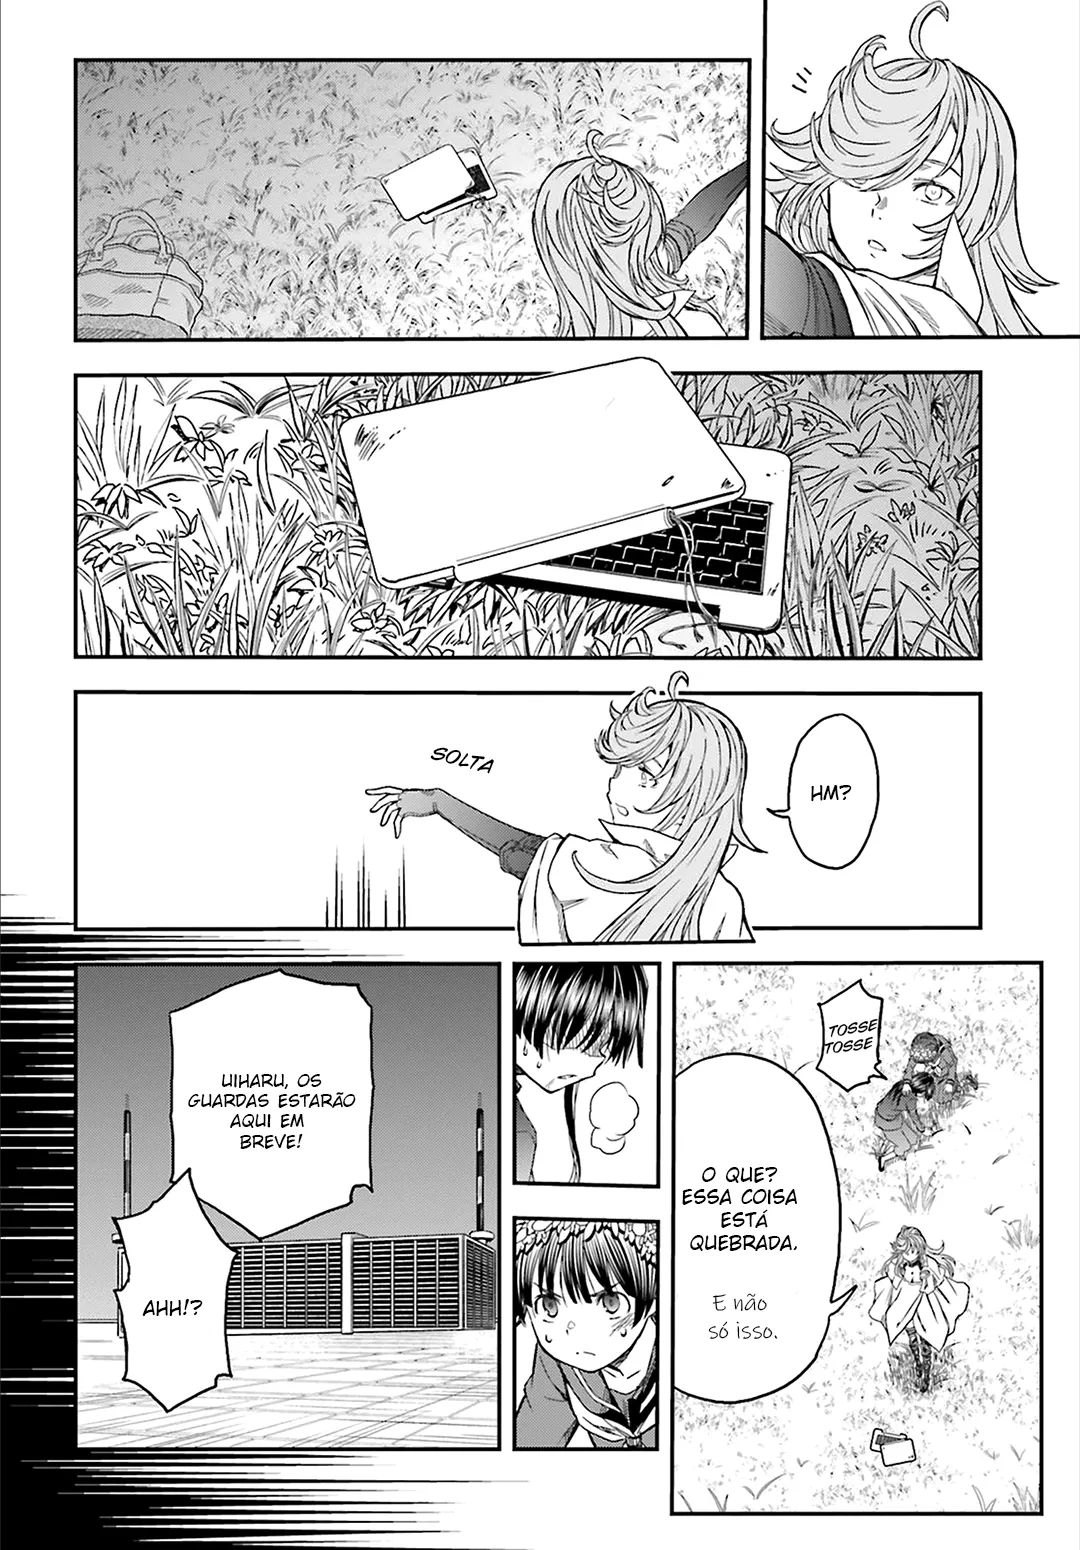 SOLTA
HM?
TOSSE
TOSSE
O QUE?
ESSA COISA
ESTÁ
QUEBRADA.
E não
só isso.
UIHARU, OS
GUARDAS ESTARÃO
AQUI EM
BREVE!
AHH!?